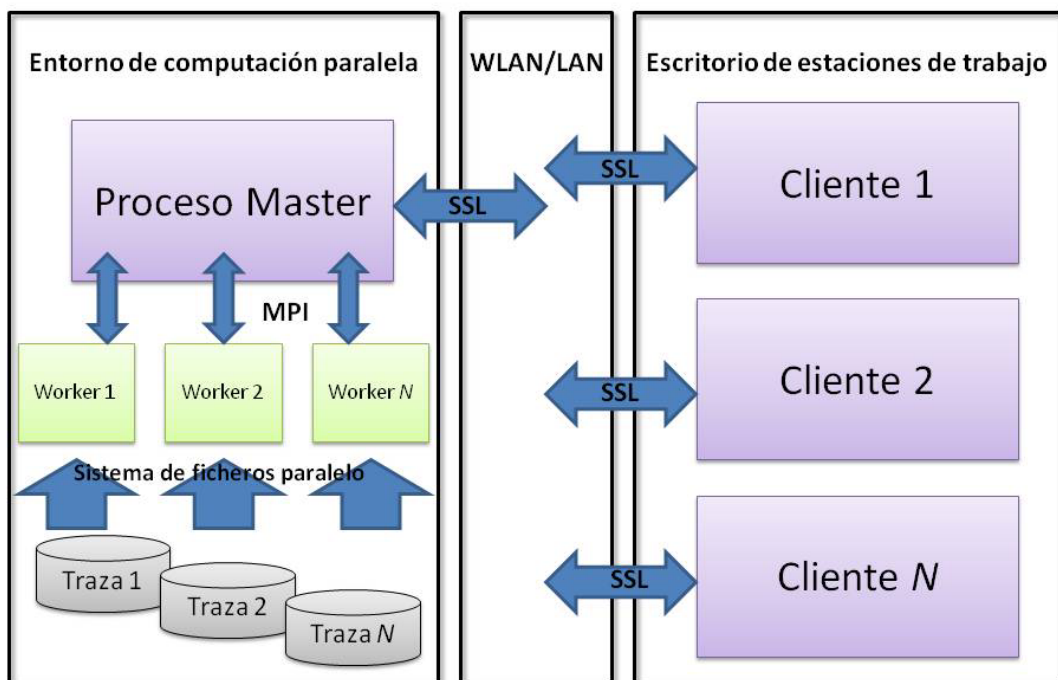 Entorno de computación paralela
WLAN/LAN
Escritorio de estaciones de trabajo
Proceso Master
SSL
SSL
Cliente 1
MPI
Worker 1
Worker 2
Worker N
SSL
Cliente 2
Sistema de ficheros paralelo
Traza 1
Traza 2
Traza N
SSL
Cliente N